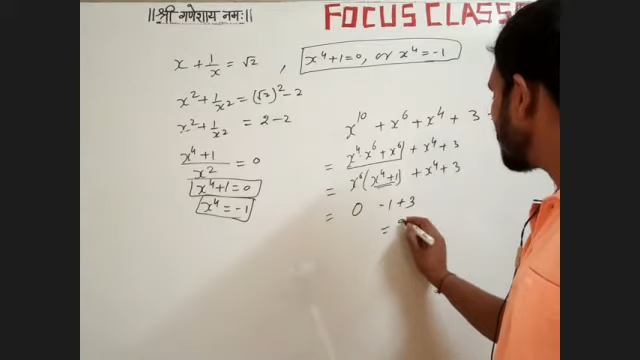 ||श्री गणेशाय नमः||
FOCUS CLASSE
x + 1/x = √2 , x⁴+1=0, or x⁴=-1
x² + 1/x² = (√2)² - 2
x² + 1/x² = 2-2
x⁴+1/x² = 0
x⁴+1=0
x⁴ = -1
x¹⁰ + x⁶ + x⁴ + 3
= x⁴·x⁶ + x⁶ + x⁴ + 3
= x⁶(x⁴+1) + x⁴ + 3
= 0 -1+3
=